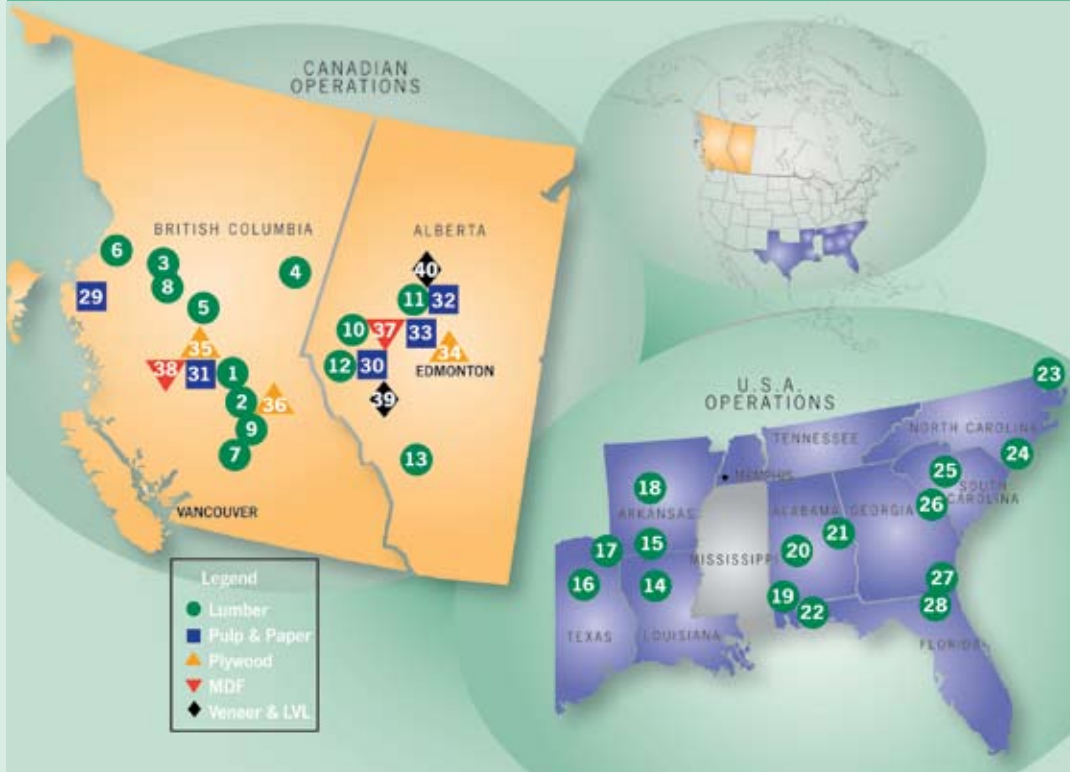 CANADIAN
OPERATIONS
BRITISH COLUMBIA
ALBERTA
6
3
4
40
8
29
11
32
5
10
37
33
35
34
38
31
1
12
30
EDMONTON
2
36
39
9
7
13
VANCOUVER
Legend
Lumber
Pulp & Paper
Plywood
MDF
Veneer & LVL
U.S.A.
OPERATIONS
23
TENNESSEE
NORTH CAROLINA
24
MEMPHIS
25
18
SOUTH
CAROLINA
26
ARKANSAS
ALABAMA
GEORGIA
21
17
15
20
MISSISSIPPI
16
14
27
19
28
22
TEXAS
LOUISIANA
FLORIDA